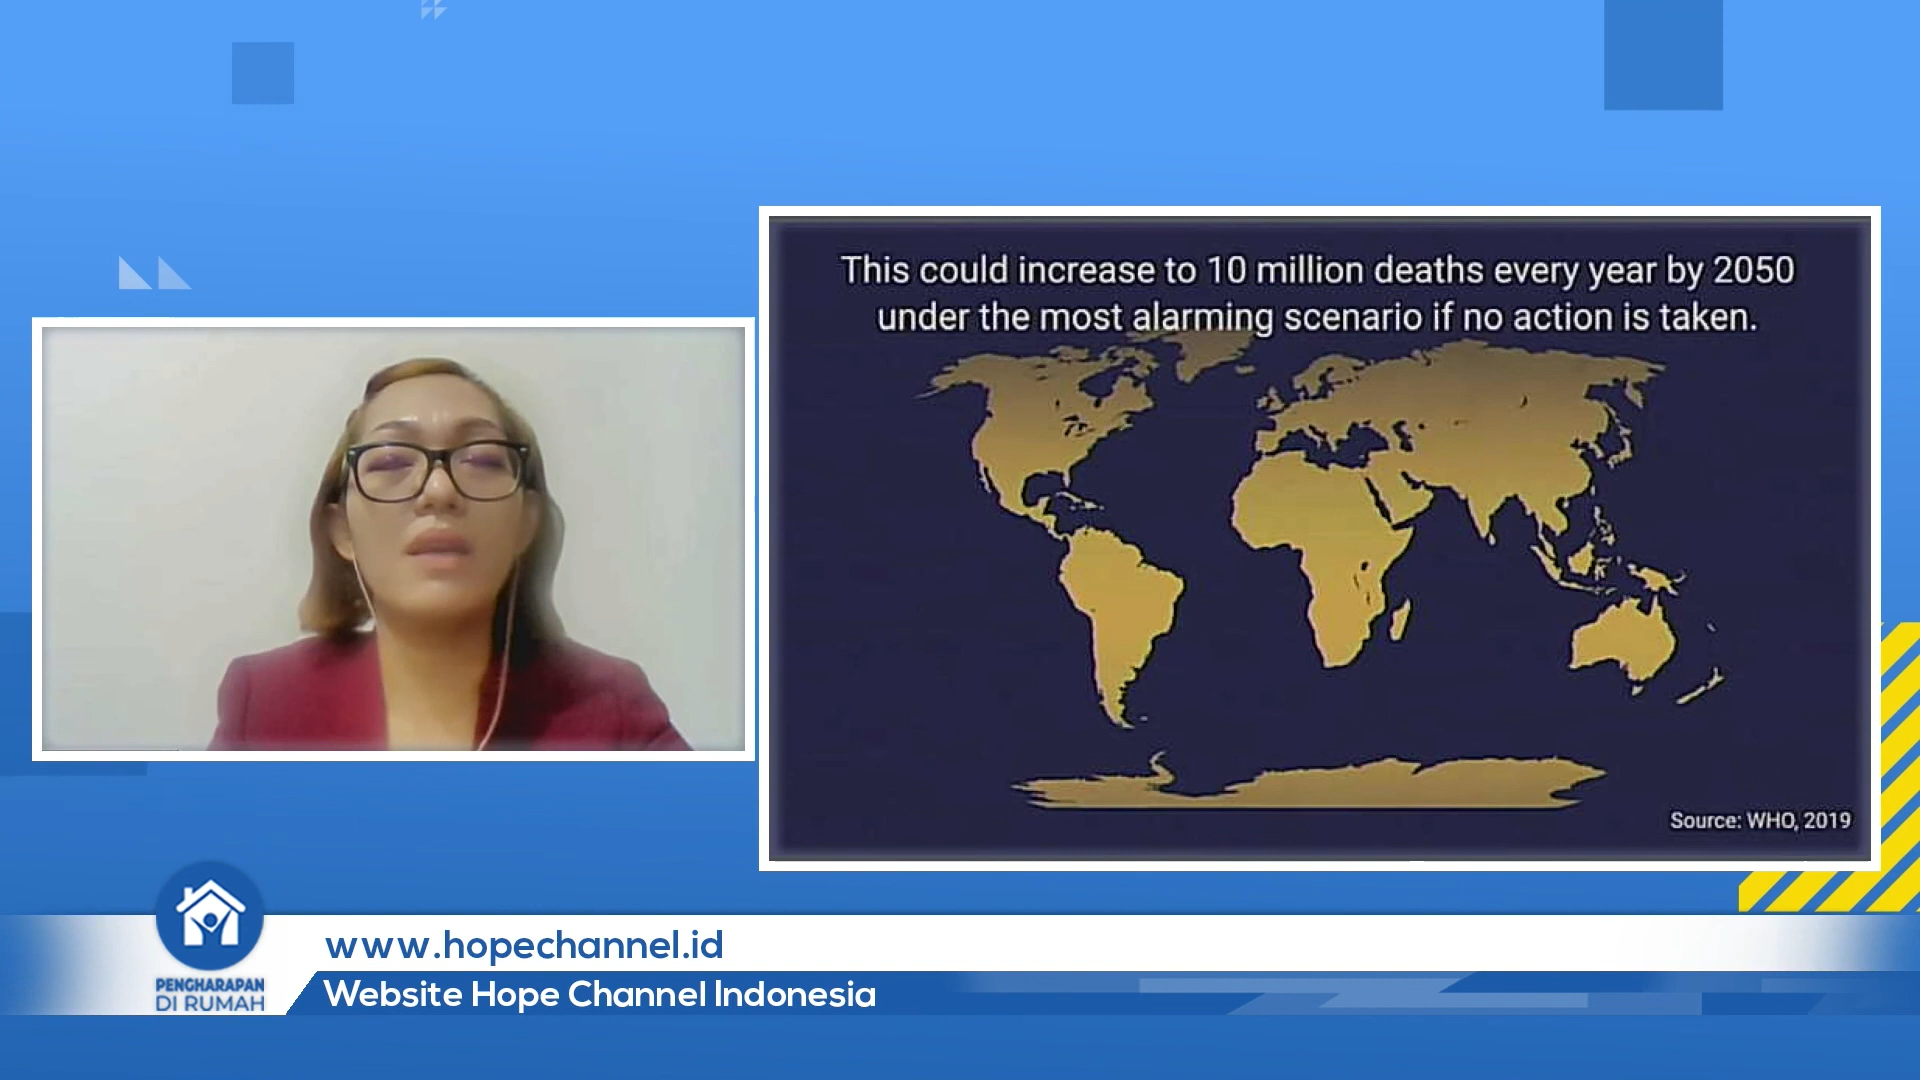 This could increase to 10 million deaths every year by 2050
under the most alarming scenario if no action is taken.
Source: WHO, 2019
PENGHARAPAN
DI RUMAH
www.hopechannel.id
Website Hope Channel Indonesia